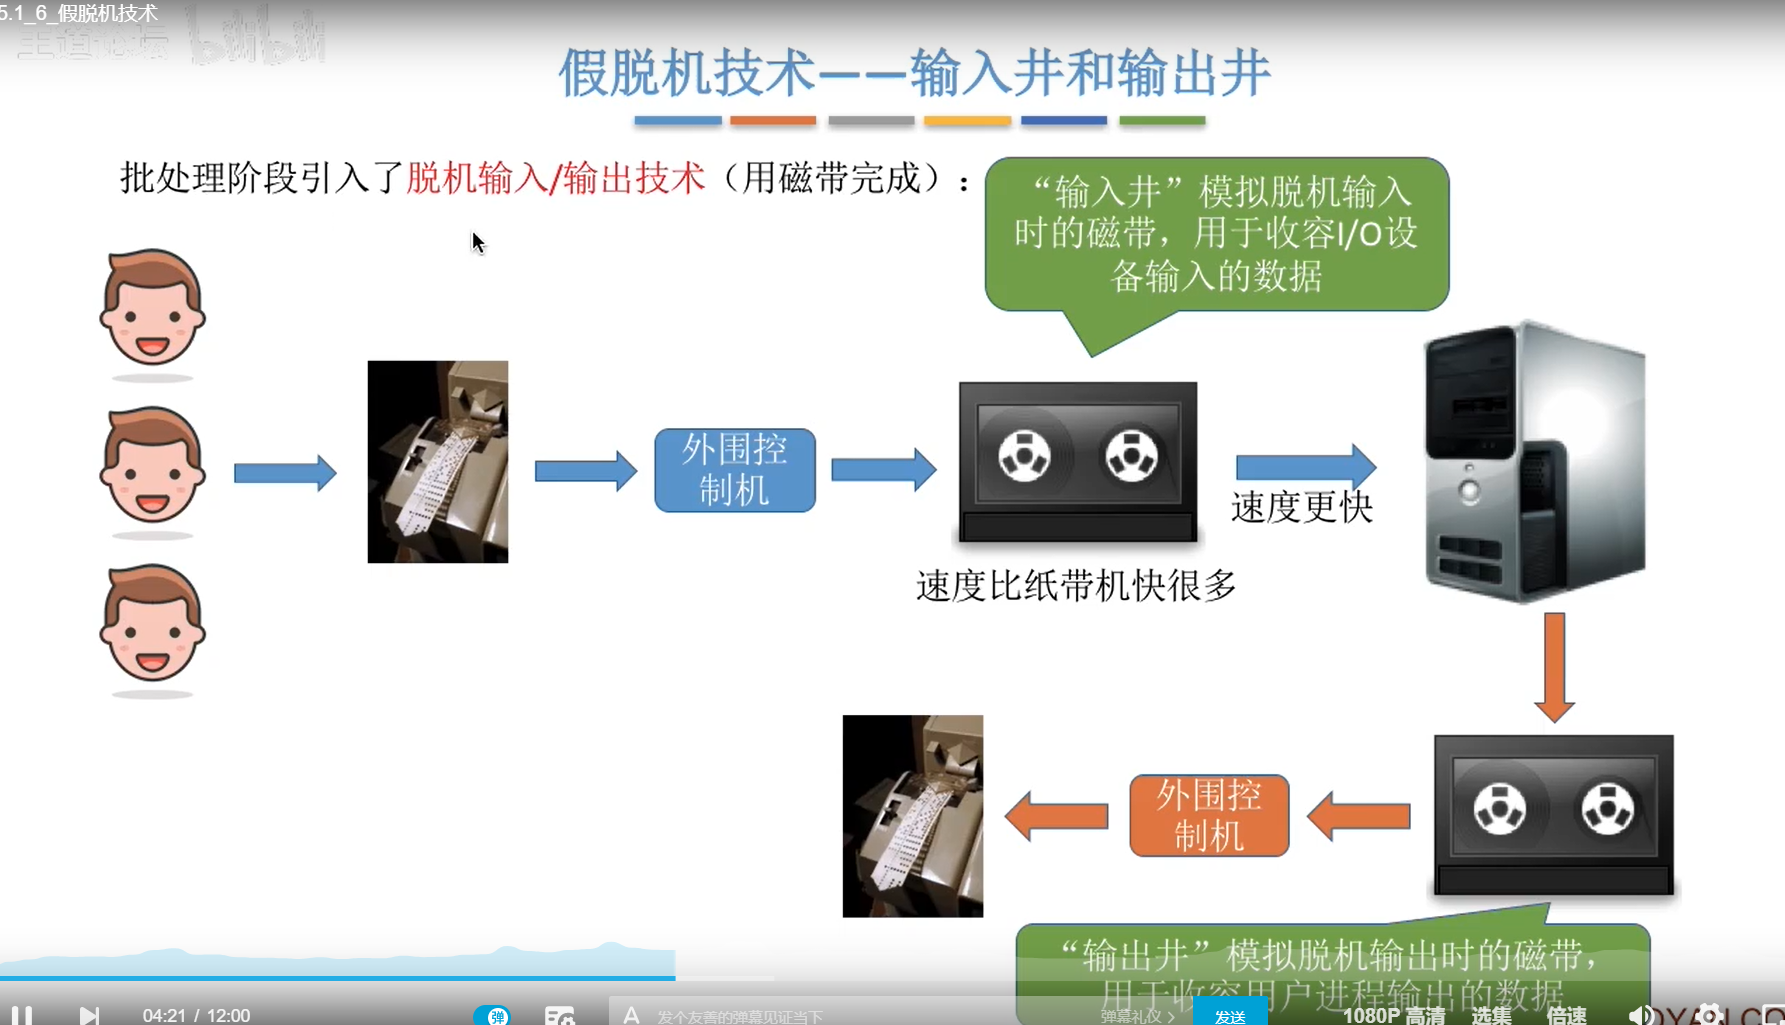 5.1_6_假脱机技术
王道论坛 bilibili
假脱机技术——输入井和输出井
批处理阶段引入了脱机输入/输出技术（用磁带完成）：
“输入井”模拟脱机输入
时的磁带，用于收容I/O设
备输入的数据
外围控
制机
速度更快
速度比纸带机快很多
外围控
制机
“输出井”模拟脱机输出时的磁带，
用于收容用户进程输出的数据
04:21 / 12:00
弹
A
发个友善的弹幕见证当下
弹幕礼仪 >
发送
1080P 高清
选集
倍速